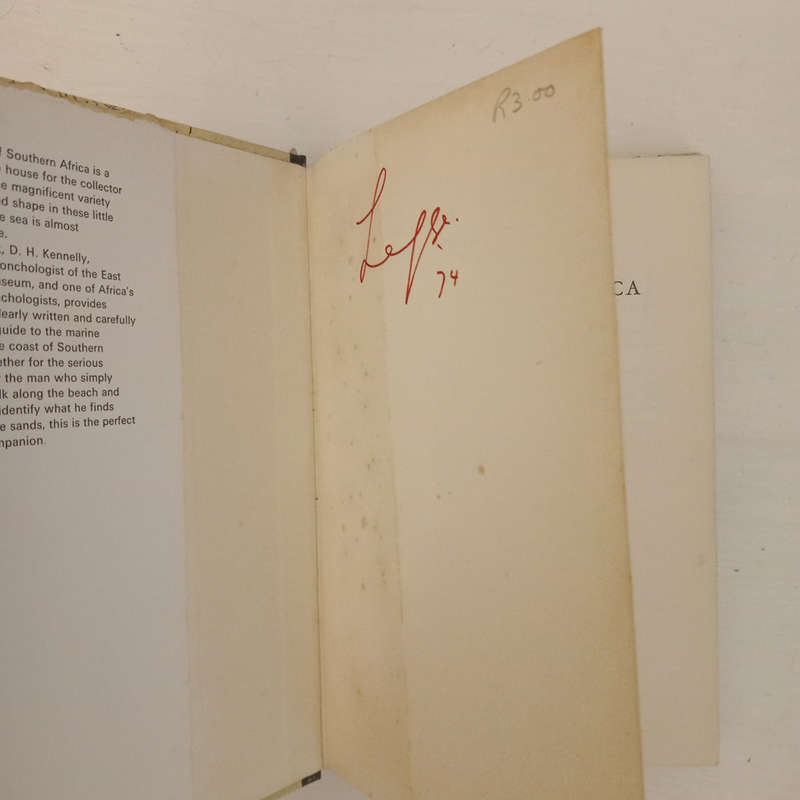 f Southern Africa is a
house for the collector
e magnificent variety
d shape in these little
e sea is almost
e.
, D. H. Kennelly,
onchologist of the East
seum, and one of Africa's
chologists, provides
learly written and carefully
guide to the marine
e coast of Southern
ether for the serious
the man who simply
lk along the beach and
identify what he finds
e sands, this is the perfect
mpanion.
R3.00
74
CA